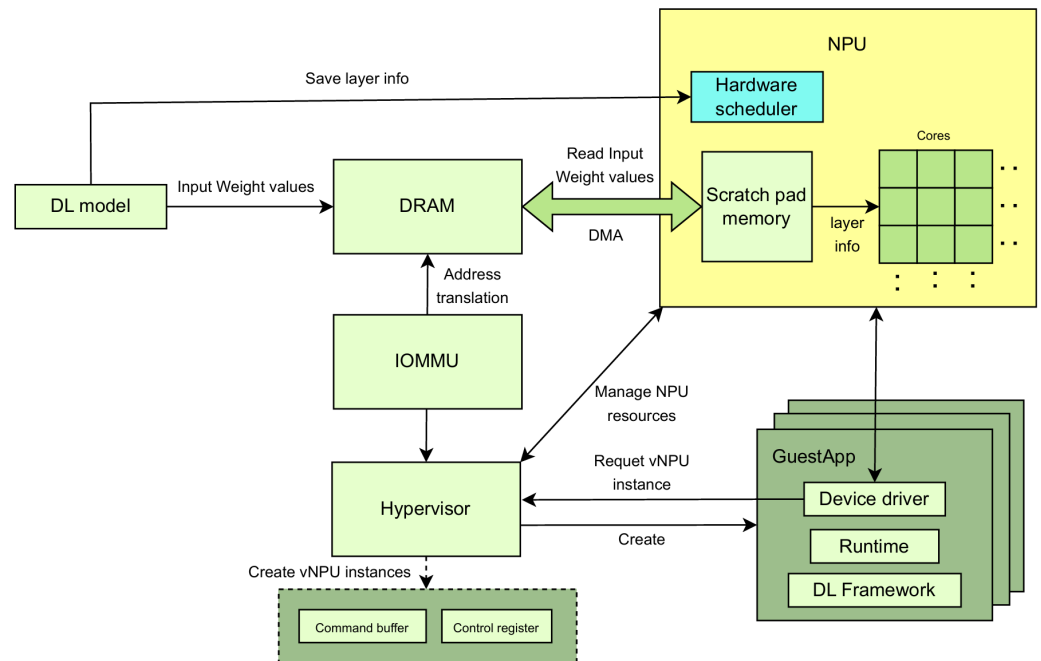 NPU
Save layer info
Hardware
scheduler
Cores
Read Input
Weight values
DL model
Input Weight values
DRAM
Scratch pad
memory
DMA
layer
info
Address
translation
IOMMU
Manage NPU
resources
GuestApp
Requet vNPU
instance
Device driver
Hypervisor
Create
Runtime
Create vNPU instances
DL Framework
Command buffer
Control register